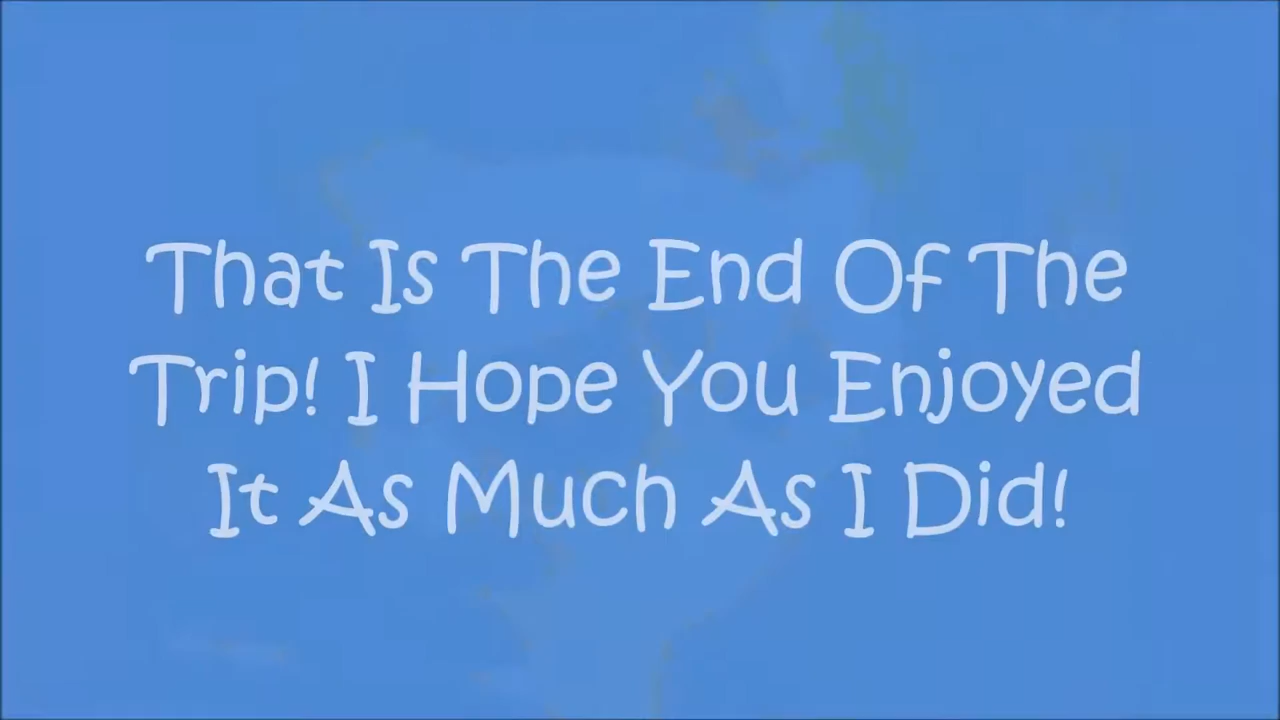 That Is The End Of The
Trip! I Hope You Enjoyed
It As Much As I Did!